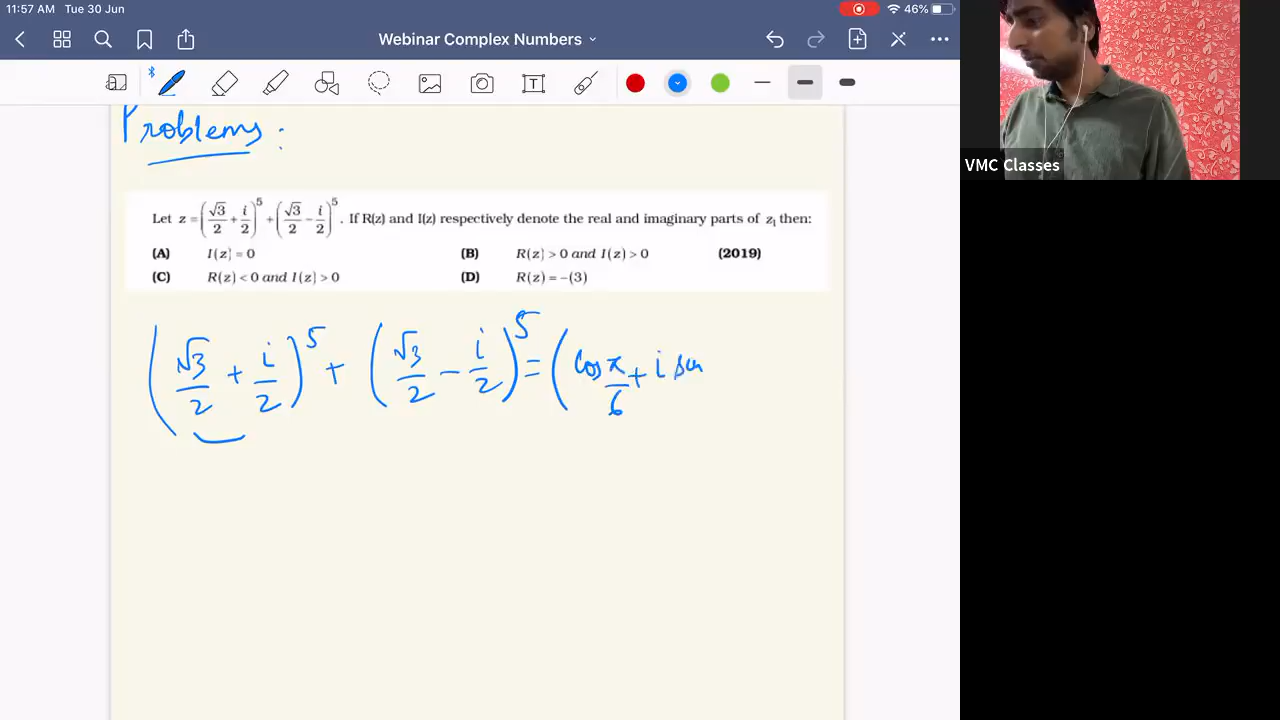 11:57 AM Tue 30 Jun
46%
Webinar Complex Numbers
T
Problems :
Let z = (√3/2 + i/2)^5 + (√3/2 − i/2)^5. If R(z) and I(z) respectively denote the real and imaginary parts of z, then:
(A) I(z) = 0 (B) R(z) > 0 and I(z) > 0 (2019)
(C) R(z) < 0 and I(z) > 0 (D) R(z) = −(3)
(√3/2 + i/2)^5 + (√3/2 − i/2)^5 = (cos π/6 + i sin
VMC Classes